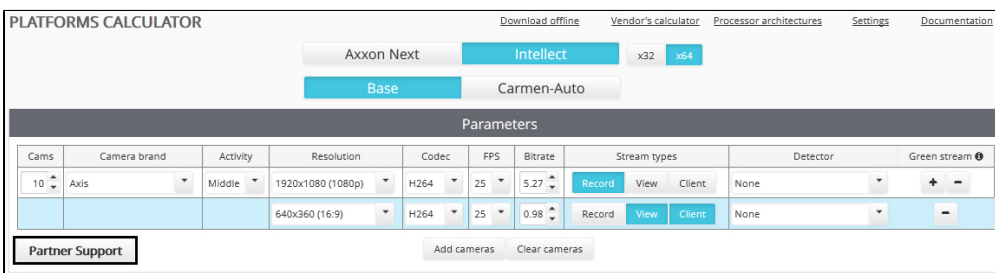 PLATFORMS CALCULATOR Download offline Vendor's calculator Processor architectures Settings Documentation
Axxon Next Intellect x32 x64
Base Carmen-Auto
Parameters
Cams Camera brand Activity Resolution Codec FPS Bitrate Stream types Detector Green stream
10 Axis Middle 1920x1080 (1080p) H264 25 5.27 Record View Client None + -
640x360 (16:9) H264 25 0.98 Record View Client None -
Partner Support Add cameras Clear cameras